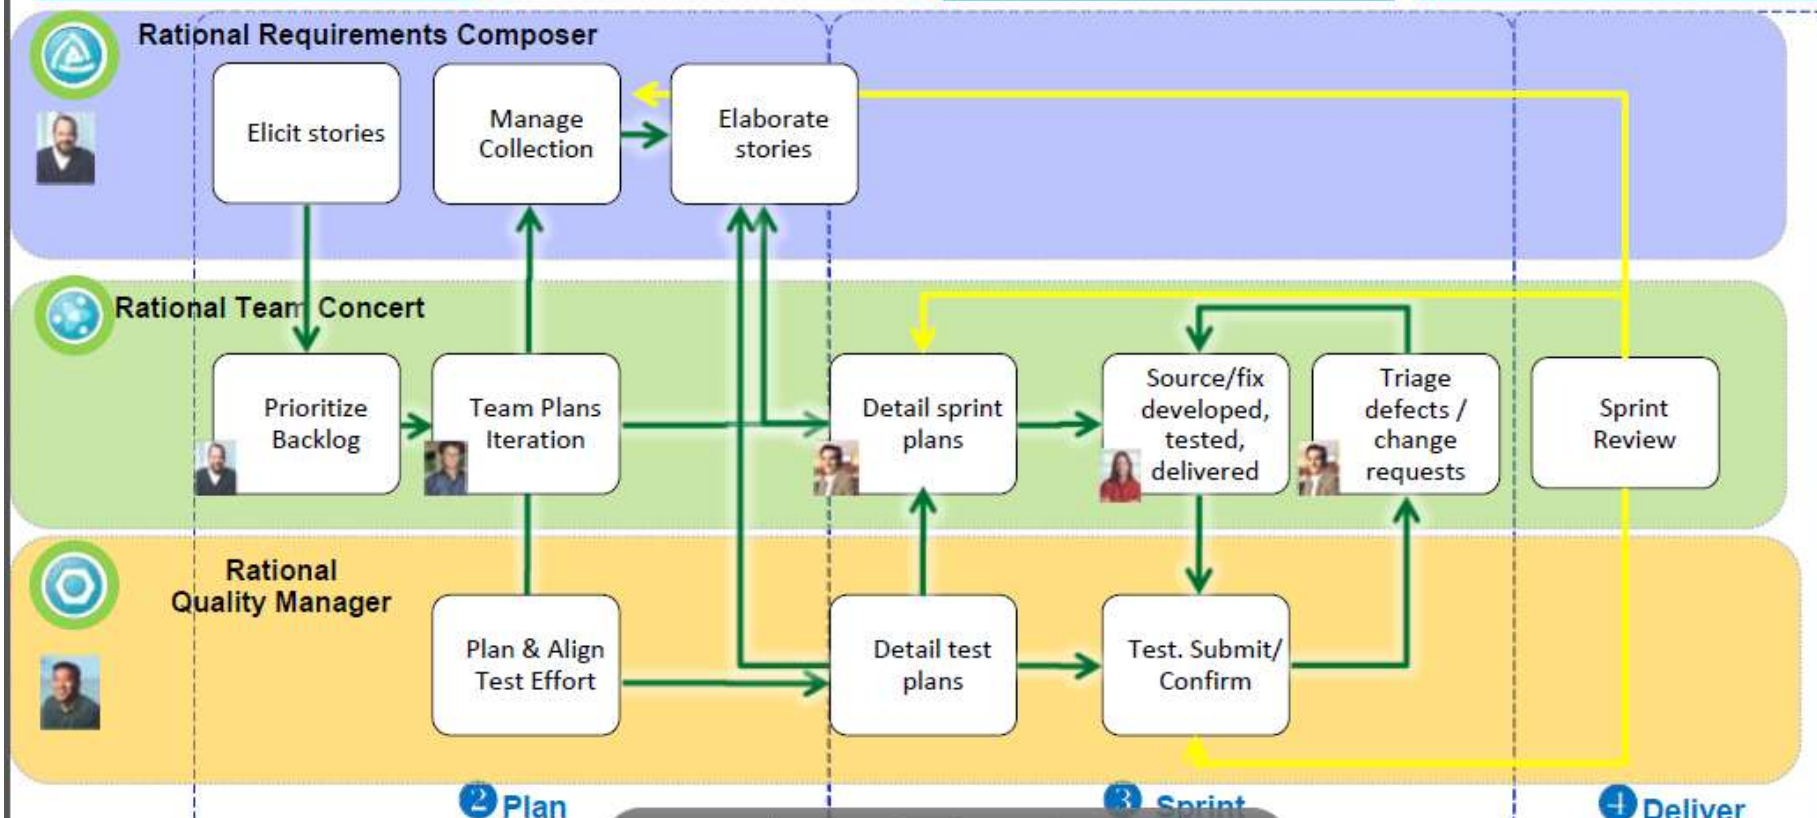 Rational Requirements Composer
Elicit stories
Manage
Collection
Elaborate
stories
Rational Team Concert
Prioritize
Backlog
Team Plans
Iteration
Detail sprint
plans
Source/fix
developed,
tested,
delivered
Triage
defects /
change
requests
Sprint
Review
Rational
Quality Manager
Plan & Align
Test Effort
Detail test
plans
Test. Submit/
Confirm
2 Plan
3 Sprint
4 Deliver